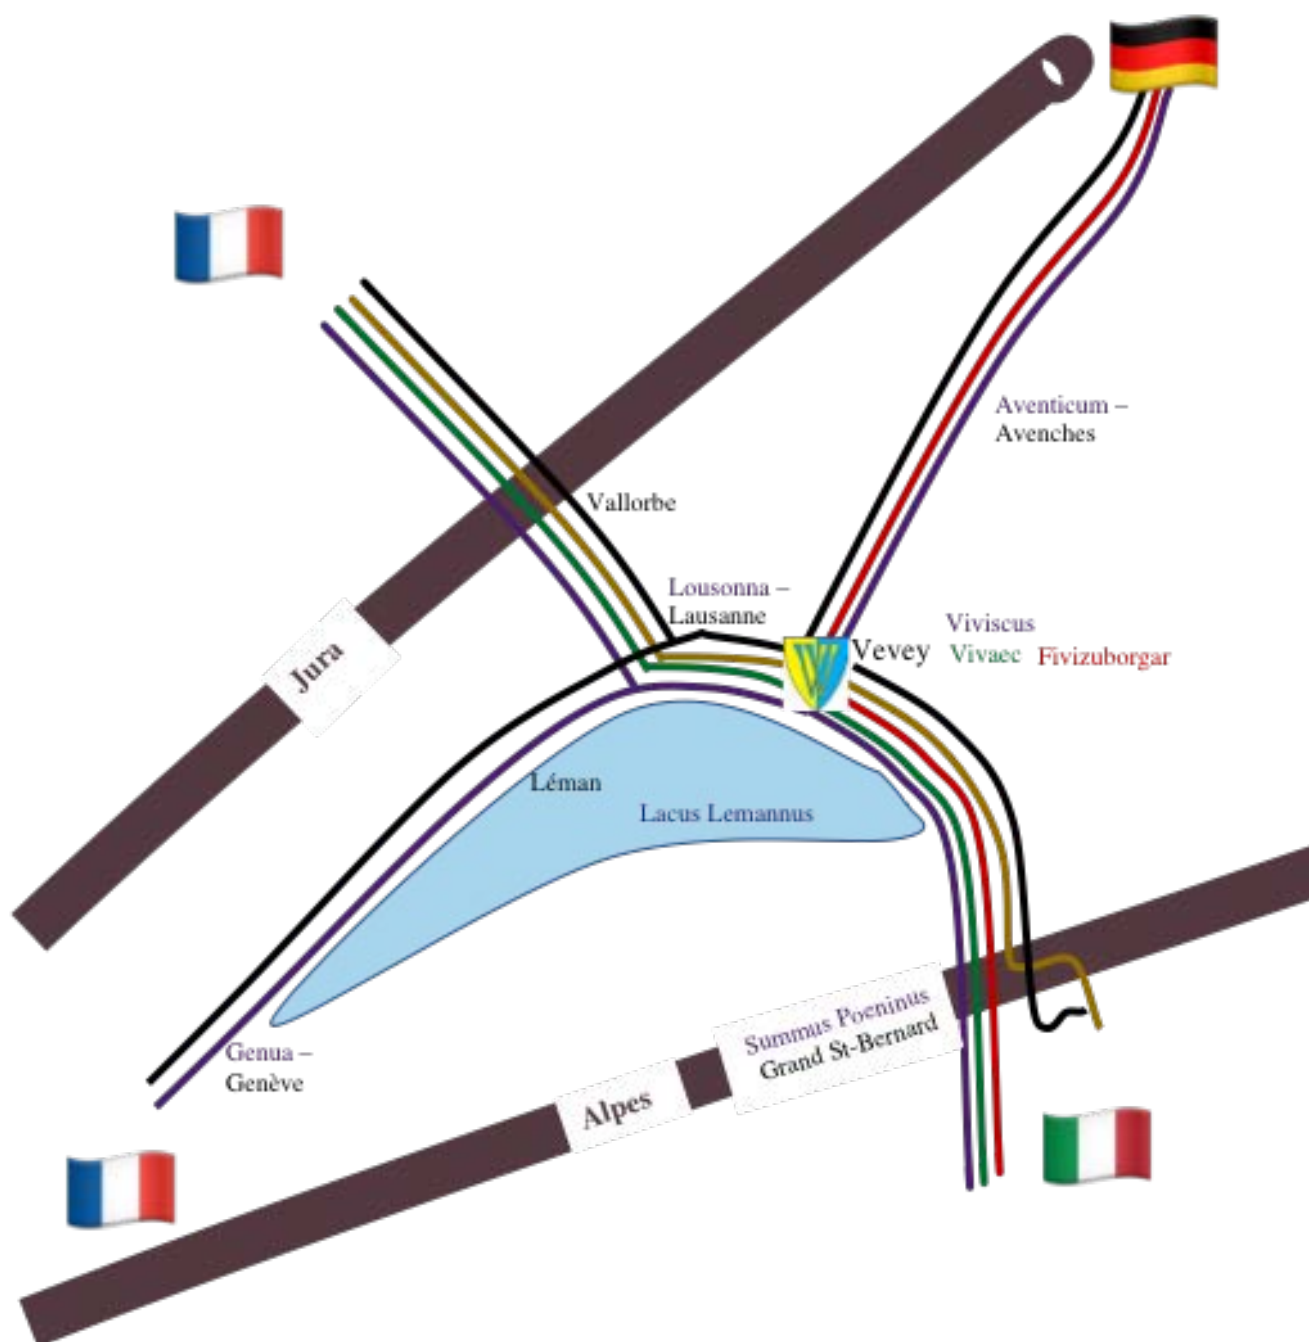 Aventicum –
Avenches
Vallorbe
Lousonna –
Lausanne
Viviscus
Vevey
Vivaec
Fivizuborgar
Jura
Léman
Lacus Lemannus
Summus Poeninus
Grand St-Bernard
Genua –
Genève
Alpes